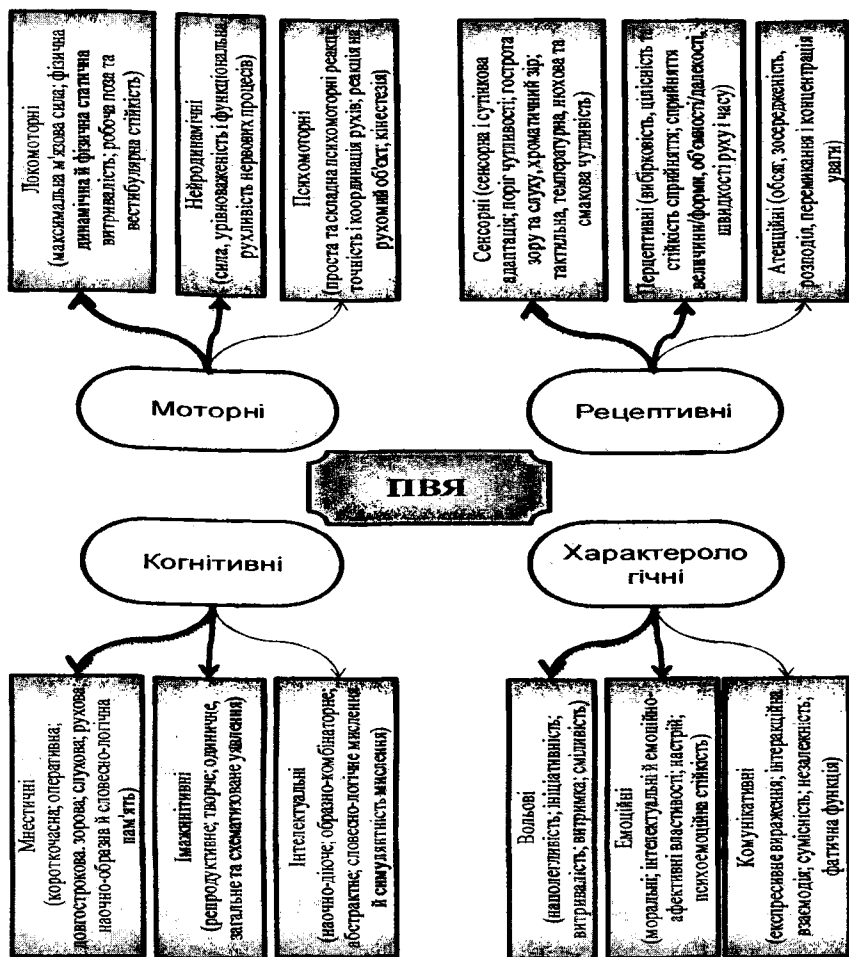 Локомоторні
(максимальна м'язова сила; фізична
динамічна й фізична статична
витривалість; робоча поза та
вестибулярна стійкість)
Нейродинамічні
(сила, урівноваженість і функціональна
рухливість нервових процесів)
Психомоторні
(проста та складна психомоторні реакції;
точність і координація рухів; реакція на
рухомий об'єкт; кінестезія)
Моторні
Сенсорні (сенсорна і сутінкова
адаптація; поріг чутливості; гострота
зору та слуху, хроматичний зір;
тактильна, температурна, нюхова та
смакова чутливість)
Перцептивні (вибірковість, цілісність та
стійкість сприйняття; сприйняття
величини/форми, об'ємності/далекості,
швидкості руху і часу)
Атенційні (обсяг, зосередженість,
розподіл, перемикання і концентрація
уваги)
Рецептивні
ПВЯ
Когнітивні
Мнестичні
(короткочасна; оперативна;
довгострокова. зорова; слухова; рухова,
наочно-образна й словесно-логічна
пам'ять)
Імажинітивні
(репродуктивне; творче; одиничне,
загальне та схематизоване уявлення)
Інтелектуальні
(наочно-діюче; образно-комбінаторне;
абстрактне; словесно-логічне мислення
й симулянтність мислення)
Характероло
гічні
Вольові
(наполегливість; ініціативність;
витривалість; витримка; сміливість)
Емоційні
(моральні; інтелектуальні й емоційно-
афективні властивості; настрій;
психоемоційна стійкість)
Комунікативні
(експресивне вираження, інтеракційна
взаємодія; сумісність; незалежність;
фатична функція)